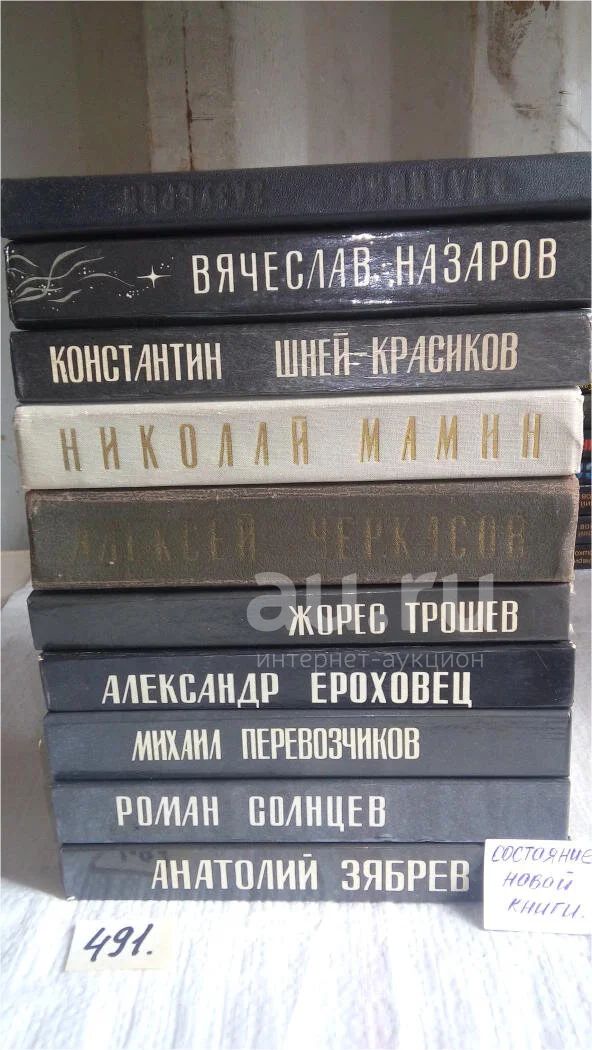 ВЯЧЕСЛАВ НАЗАРОВ
КОНСТАНТИН ШНЕЙ-КРАСИКОВ
НИКОЛАЙ МАМИН
АЛЕКСЕЙ ЧЕРКАСОВ
au.ru
ЖОРЕС ТРОШЕВ
интернет-аукцион
АЛЕКСАНДР ЕРОХОВЕЦ
МИХАИЛ ПЕРЕВОЗЧИКОВ
РОМАН СОЛНЦЕВ
АНАТОЛИЙ ЗЯБРЕВ
СОСТОЯНИЕ
НОВОЙ
КНИГИ.
491.